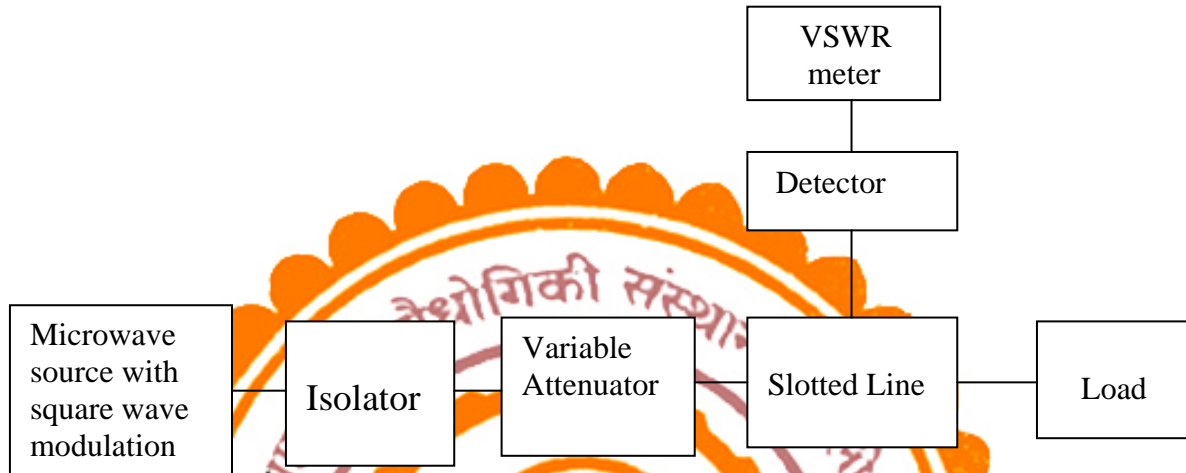 VSWR
meter
Detector
संस्थान
Microwave
source with
square wave
modulation
Isolator
Variable
Attenuator
Slotted Line
Load